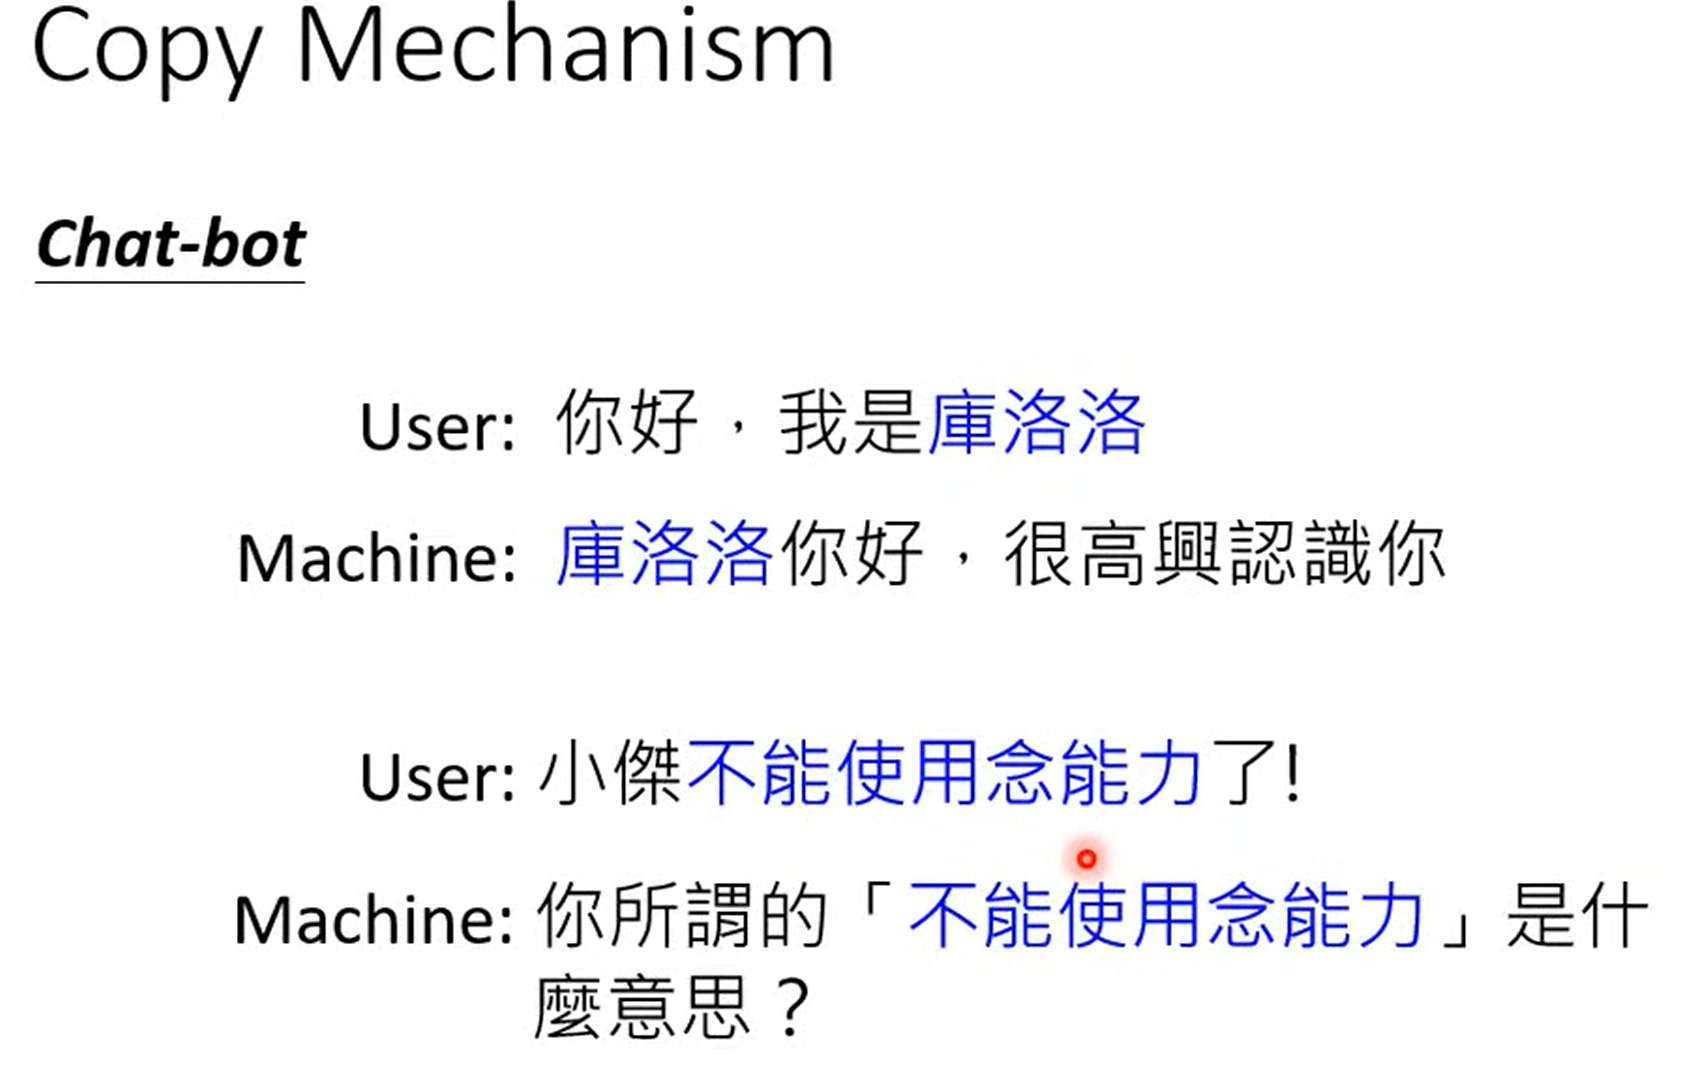 Copy Mechanism
Chat-bot
User: 你好，我是庫洛洛
Machine: 庫洛洛你好，很高興認識你
User: 小傑不能使用念能力了!
Machine: 你所謂的「不能使用念能力」是什
麼意思？